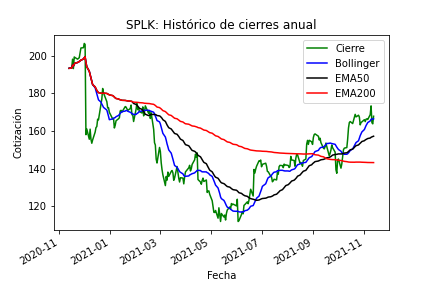 SPLK: Histórico de cierres anual
Cierre
Bollinger
EMA50
EMA200
Cotización
200
180
160
140
120
2020-11
2021-01
2021-03
2021-05
2021-07
2021-09
2021-11
Fecha